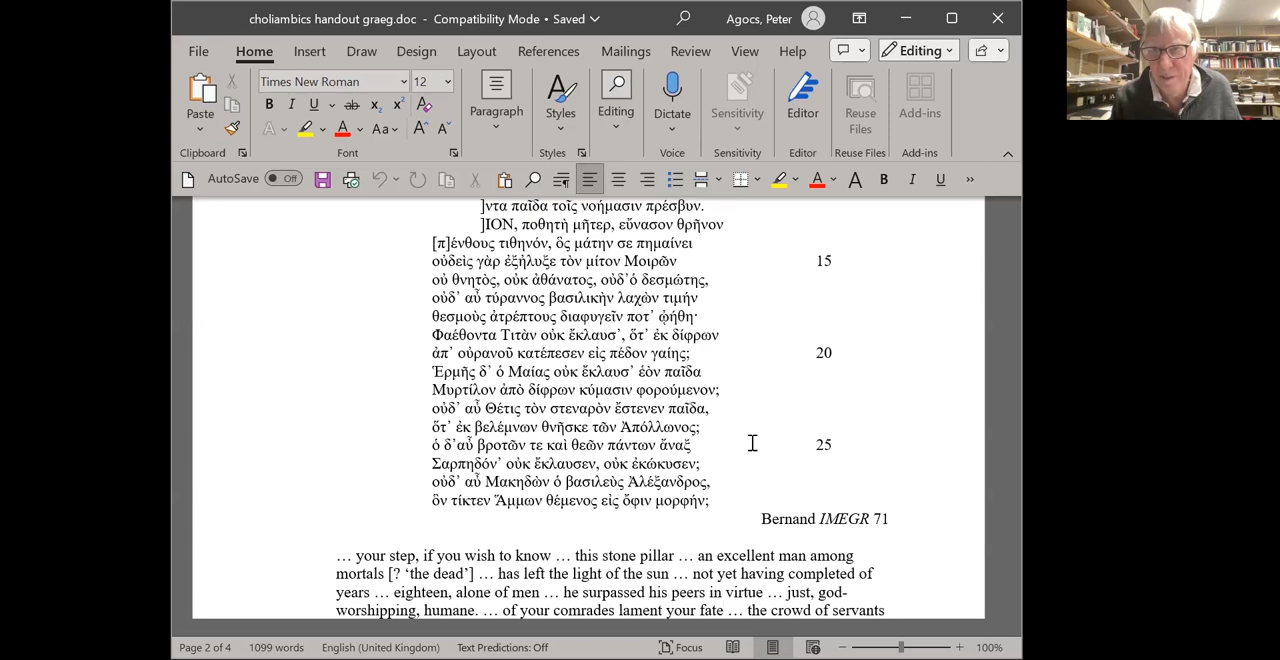 choliambics handout graeg.doc - Compatibility Mode • Saved
Agocs, Peter
File Home Insert Draw Design Layout References Mailings Review View Help Editing
Times New Roman 12
Paste Paragraph Styles Editing Dictate Sensitivity Editor Reuse Files Add-ins
Clipboard Font Styles Voice Sensitivity Editor Reuse Files Add-ins
AutoSave Off
]ντα παῖδα τοῖς νοήμασιν πρέσβυν.
]ΙΟΝ, ποθητὴ μῆτερ, εὔνασον θρῆνον
[π]ένθους τιθηνόν, ὃς μάτην σε πημαίνει
οὐδεὶς γὰρ ἐξήλυξε τὸν μίτον Μοιρῶν 15
οὐ θνητὸς, οὐκ ἀθάνατος, οὐδ’ὁ δεσμώτης,
οὐδ’ αὖ τύραννος βασιλικὴν λαχὼν τιμήν
θεσμοὺς ἀτρέπτους διαφυγεῖν ποτ’ ᾠήθη·
Φαέθοντα Τιτὰν οὐκ ἔκλαυσ’, ὅτ’ ἐκ δίφρων
ἀπ’ οὐρανοῦ κατέπεσεν εἰς πέδον γαίης; 20
Ἑρμῆς δ’ ὁ Μαίας οὐκ ἔκλαυσ’ ἑὸν παῖδα
Μυρτίλον ἀπὸ δίφρων κύμασιν φορούμενον;
οὐδ’ αὖ Θέτις τὸν στεναρὸν ἔστενεν παῖδα,
ὅτ’ ἐκ βελέμνων θνῆσκε τῶν Ἀπόλλωνος;
ὁ δ’αὖ βροτῶν τε καὶ θεῶν πάντων ἄναξ 25
Σαρπηδόν’ οὐκ ἔκλαυσεν, οὐκ ἐκώκυσεν;
οὐδ’ αὖ Μακηδὼν ὁ βασιλεὺς Ἀλέξανδρος,
ὃν τίκτεν Ἄμμων θέμενος εἰς ὄφιν μορφήν;
Bernand IMEGR 71
… your step, if you wish to know … this stone pillar … an excellent man among
mortals [? ‘the dead’] … has left the light of the sun … not yet having completed of
years … eighteen, alone of men … he surpassed his peers in virtue … just, god-
worshipping, humane. … of your comrades lament your fate … the crowd of servants
Page 2 of 4 1099 words English (United Kingdom) Text Predictions: Off Focus 100%